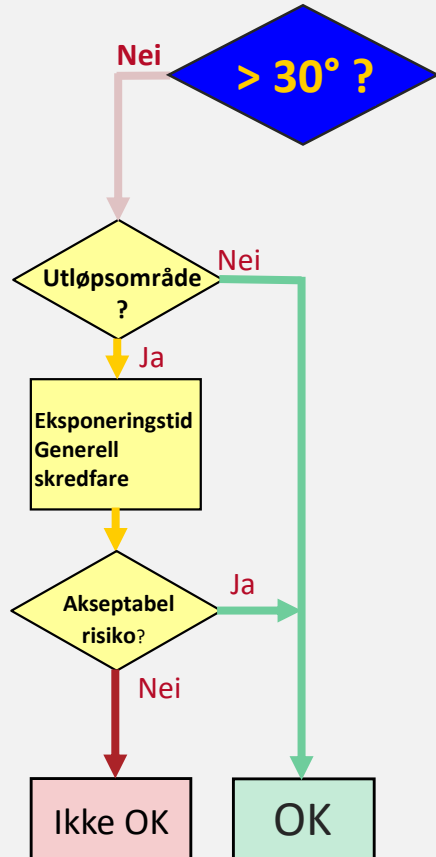 Nei
> 30° ?
Utløpsområde
?
Nei
Ja
Eksponeringstid
Generell
skredfare
Akseptabel
risiko?
Ja
Nei
Ikke OK
OK